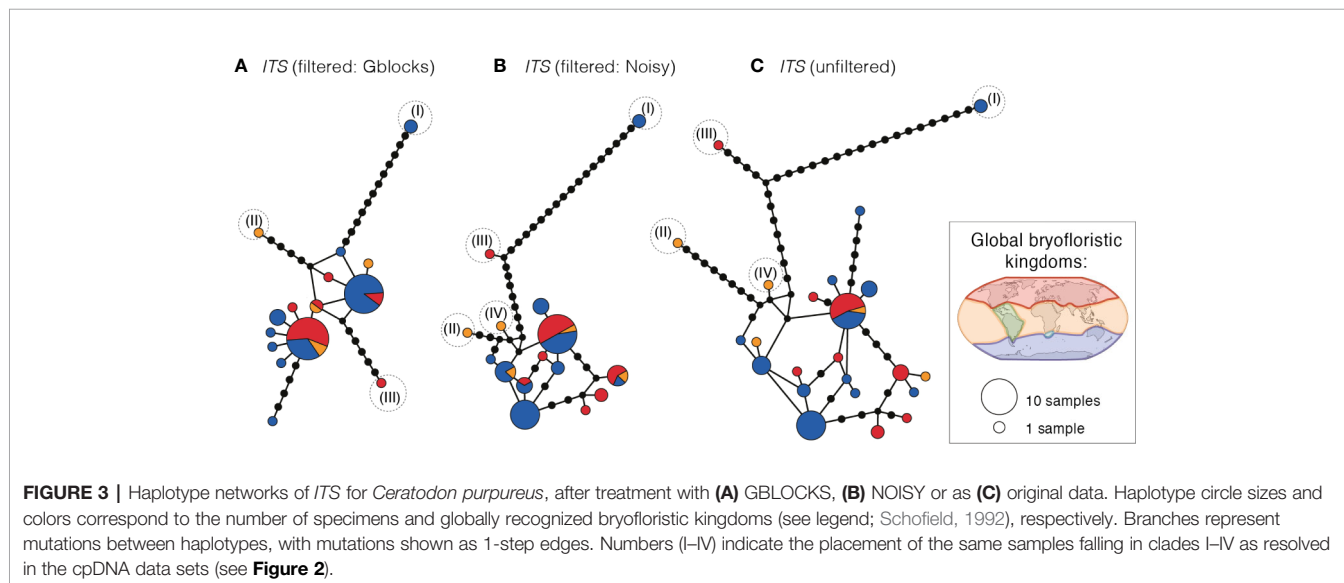 A ITS (filtered: Gblocks)
B ITS (filtered: Noisy)
C ITS (unfiltered)
(I)
(II)
(III)
(I)
(III)
(IV)
(II)
(I)
(III)
(II)
(IV)
Global bryofloristic
kingdoms:
10 samples
1 sample
FIGURE 3 | Haplotype networks of ITS for Ceratodon purpureus, after treatment with (A) GBLOCKS, (B) NOISY or as (C) original data. Haplotype circle sizes and
colors correspond to the number of specimens and globally recognized bryofloristic kingdoms (see legend; Schofield, 1992), respectively. Branches represent
mutations between haplotypes, with mutations shown as 1-step edges. Numbers (I–IV) indicate the placement of the same samples falling in clades I–IV as resolved
in the cpDNA data sets (see Figure 2).